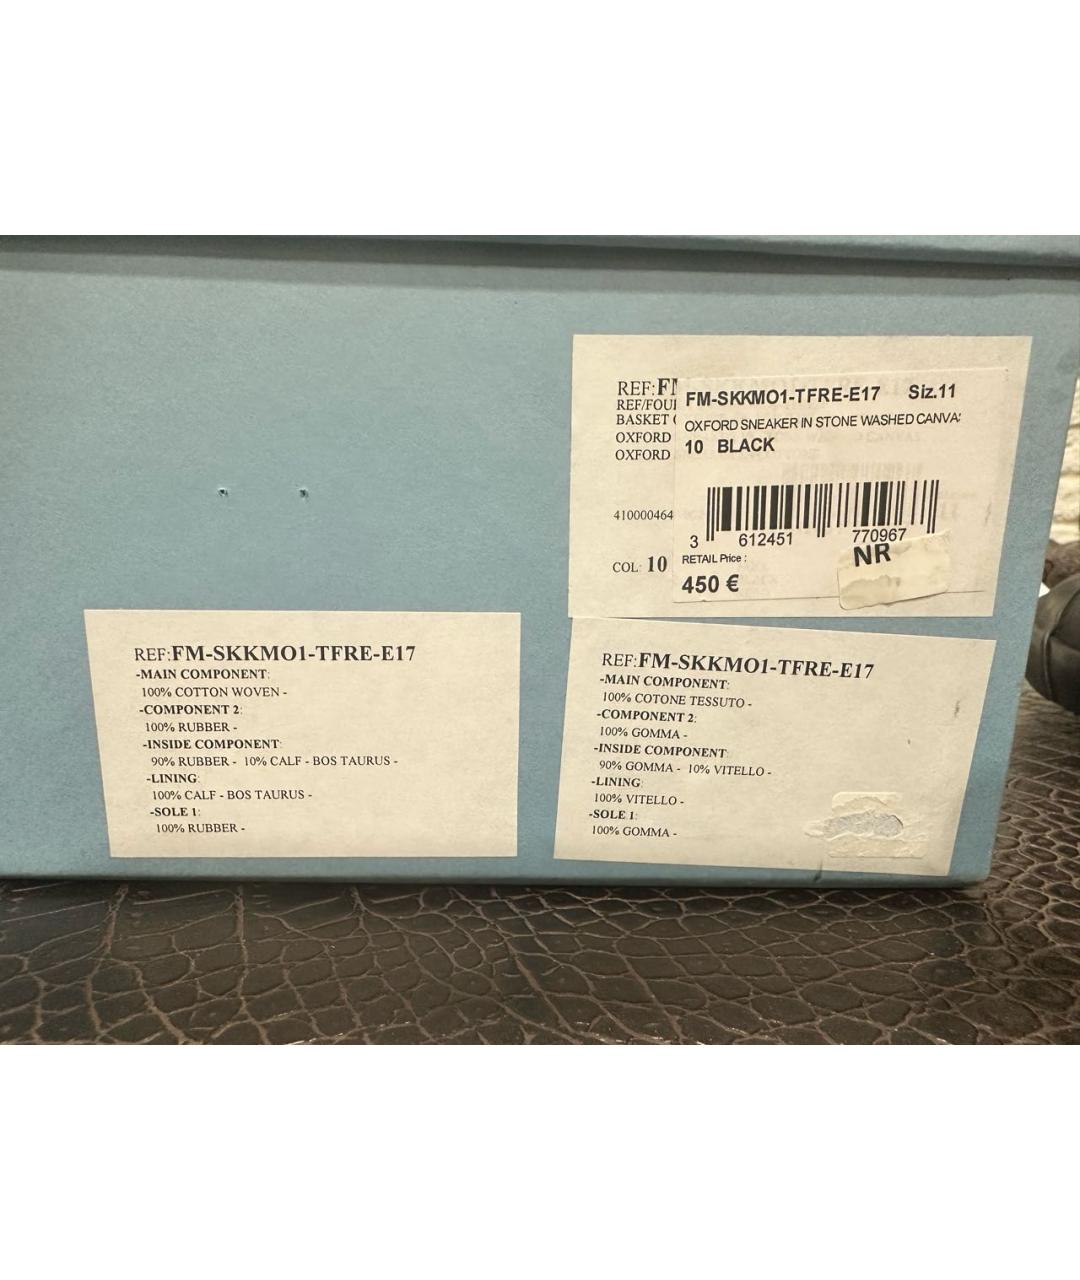 REF:
REF/FOU
BASKET
OXFORD
OXFORD
410000464
COL: 10
FM-SKKMO1-TFRE-E17 Siz.11
OXFORD SNEAKER IN STONE WASHED CANVA
10 BLACK
3 612451 770967
RETAIL Price :
450 €
NR
REF:FM-SKKMO1-TFRE-E17
-MAIN COMPONENT:
100% COTTON WOVEN -
-COMPONENT 2:
100% RUBBER -
-INSIDE COMPONENT:
90% RUBBER - 10% CALF - BOS TAURUS -
-LINING:
100% CALF - BOS TAURUS -
-SOLE 1:
100% RUBBER -
REF:FM-SKKMO1-TFRE-E17
-MAIN COMPONENT:
100% COTONE TESSUTO -
-COMPONENT 2:
100% GOMMA -
-INSIDE COMPONENT:
90% GOMMA - 10% VITELLO -
-LINING:
100% VITELLO -
-SOLE 1:
100% GOMMA -